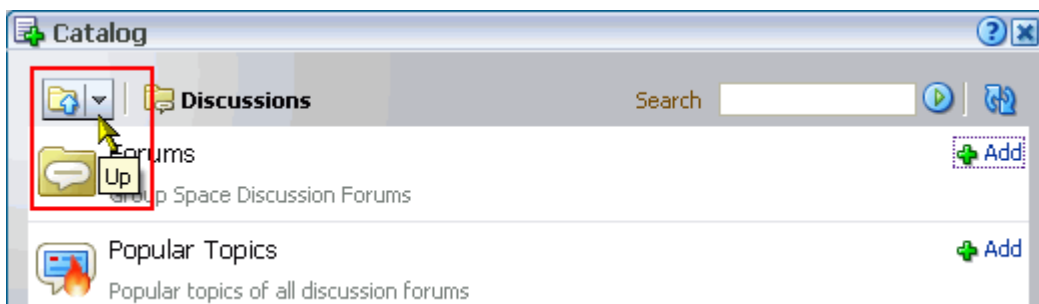 Catalog
Discussions Search
Forums Add
Up
Group Space Discussion Forums
Popular Topics Add
Popular topics of all discussion forums